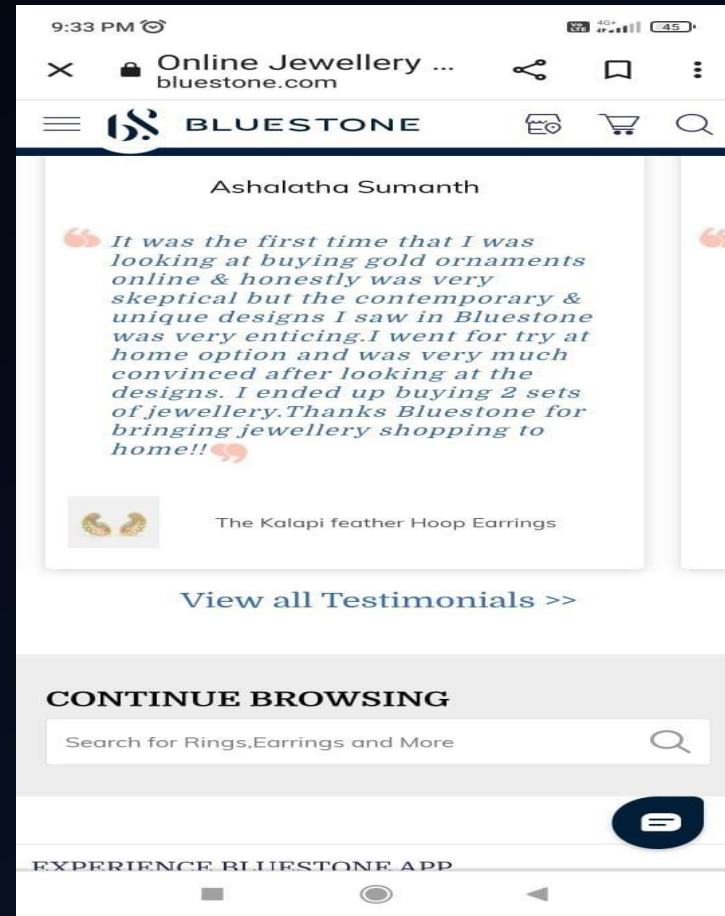 9:33 PM
Vo LTE 4G+ 45
Online Jewellery ...
bluestone.com
BLUESTONE
Ashalatha Sumanth
It was the first time that I was
looking at buying gold ornaments
online & honestly was very
skeptical but the contemporary &
unique designs I saw in Bluestone
was very enticing.I went for try at
home option and was very much
convinced after looking at the
designs. I ended up buying 2 sets
of jewellery.Thanks Bluestone for
bringing jewellery shopping to
home!!
The Kalapi feather Hoop Earrings
View all Testimonials >>
CONTINUE BROWSING
Search for Rings,Earrings and More
EXPERIENCE BLUESTONE APP